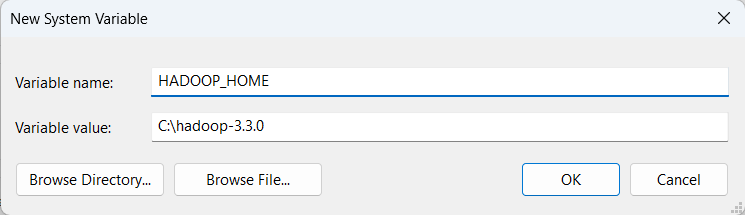 New System Variable
Variable name: HADOOP_HOME
Variable value: C:\hadoop-3.3.0
Browse Directory... Browse File... OK Cancel